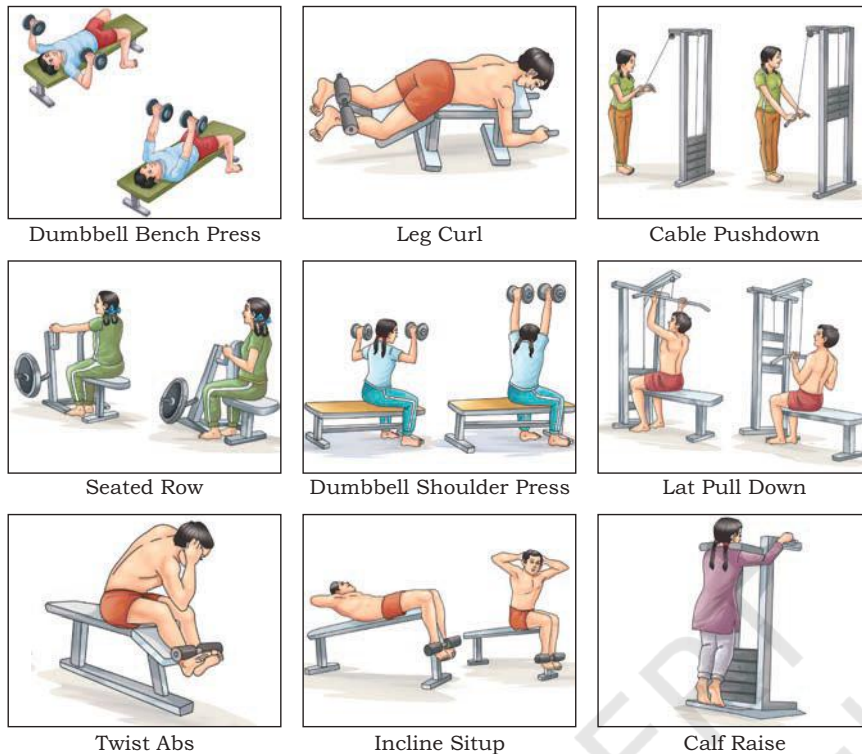 Dumbbell Bench Press
Leg Curl
Cable Pushdown
Seated Row
Dumbbell Shoulder Press
Lat Pull Down
Twist Abs
Incline Situp
Calf Raise